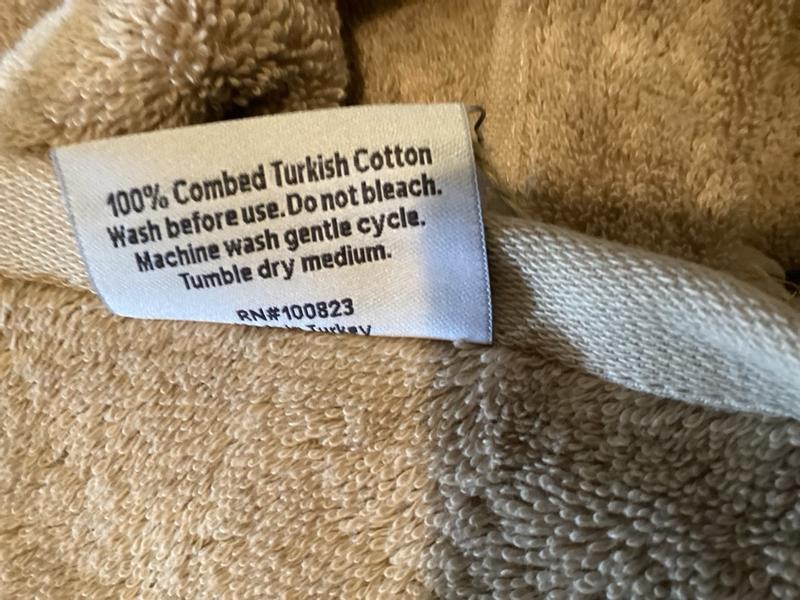 100% Combed Turkish Cotton
Wash before use. Do not bleach.
Machine wash gentle cycle.
Tumble dry medium.
RN#100823
Turkey